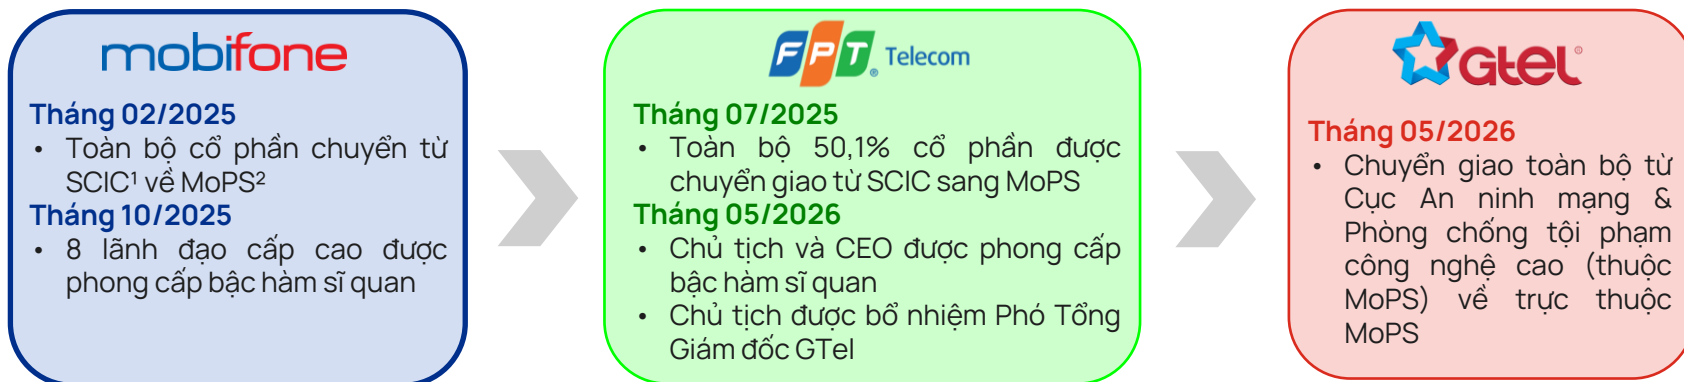 mobifone
Tháng 02/2025
• Toàn bộ cổ phần chuyển từ
SCIC¹ về MoPS²
Tháng 10/2025
• 8 lãnh đạo cấp cao được
phong cấp bậc hàm sĩ quan
FPT Telecom
Tháng 07/2025
• Toàn bộ 50,1% cổ phần được
chuyển giao từ SCIC sang MoPS
Tháng 05/2026
• Chủ tịch và CEO được phong cấp
bậc hàm sĩ quan
• Chủ tịch được bổ nhiệm Phó Tổng
Giám đốc GTel
Gtel
Tháng 05/2026
• Chuyển giao toàn bộ từ
Cục An ninh mạng &
Phòng chống tội phạm
công nghệ cao (thuộc
MoPS) về trực thuộc
MoPS